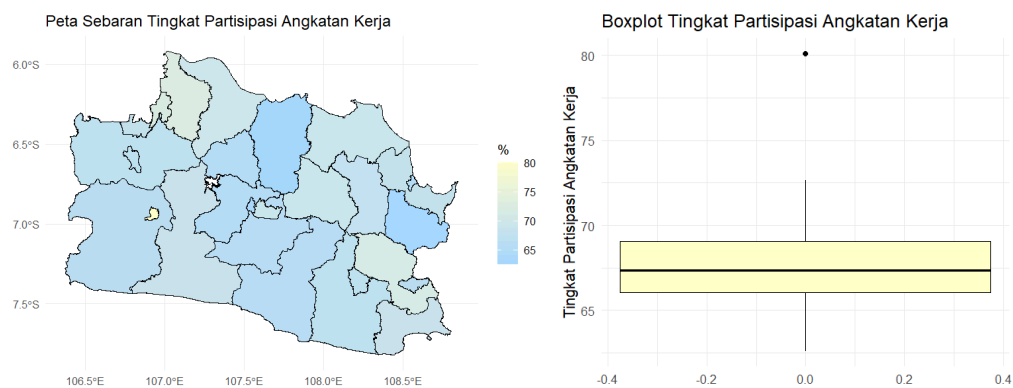 Peta Sebaran Tingkat Partisipasi Angkatan Kerja
6.0°S
6.5°S
7.0°S
7.5°S
106.5°E 107.0°E 107.5°E 108.0°E 108.5°E
%
80
75
70
65
Boxplot Tingkat Partisipasi Angkatan Kerja
Tingkat Partisipasi Angkatan Kerja
80
75
70
65
-0.4 -0.2 0.0 0.2 0.4